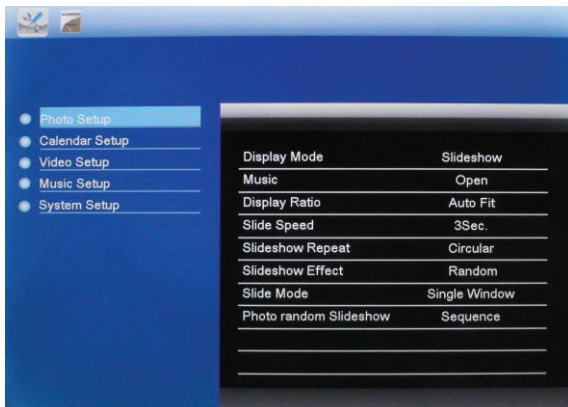 Photo Setup
Calendar Setup
Video Setup
Music Setup
System Setup
Display Mode Slideshow
Music Open
Display Ratio Auto Fit
Slide Speed 3Sec.
Slideshow Repeat Circular
Slideshow Effect Random
Slide Mode Single Window
Photo random Slideshow Sequence